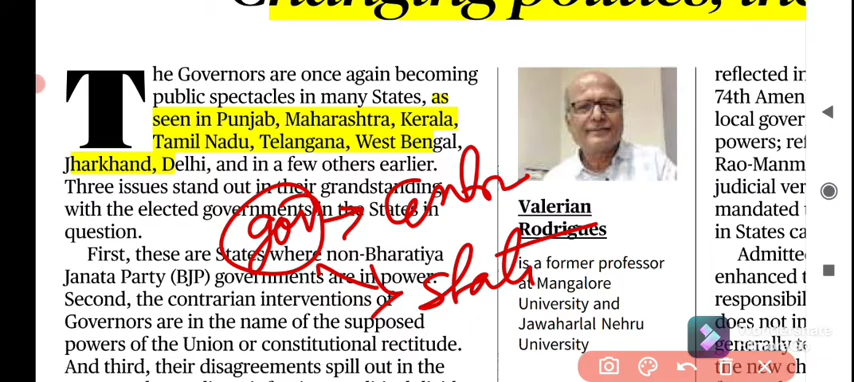 Changing politics, the
The Governors are once again becoming
public spectacles in many States, as
seen in Punjab, Maharashtra, Kerala,
Tamil Nadu, Telangana, West Bengal,
Jharkhand, Delhi, and in a few others earlier.
Three issues stand out in their grandstanding
with the elected governments in the States in
question.
First, these are States where non-Bharatiya
Janata Party (BJP) governments are in power.
Second, the contrarian interventions of
Governors are in the name of the supposed
powers of the Union or constitutional rectitude.
And third, their disagreements spill out in the
gov
Valerian
Rodrigues
is a former professor
at Mangalore
University and
Jawaharlal Nehru
University
reflected in
74th Amen
local gover
powers; ref
Rao-Manm
judicial ver
mandated t
in States ca
Admitted
enhanced t
responsibil
does not in
generally
the new ch